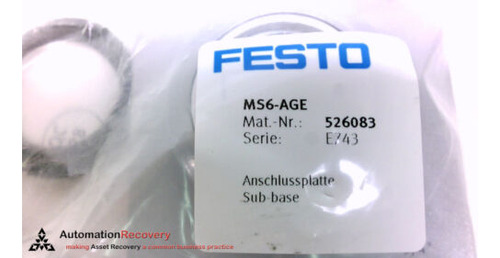 FESTO
MS6-AGE
Mat.-Nr.: 526083
Serie: E743
Anschlussplatte
Sub-base
AutomationRecovery
making Asset Recovery a common business practice